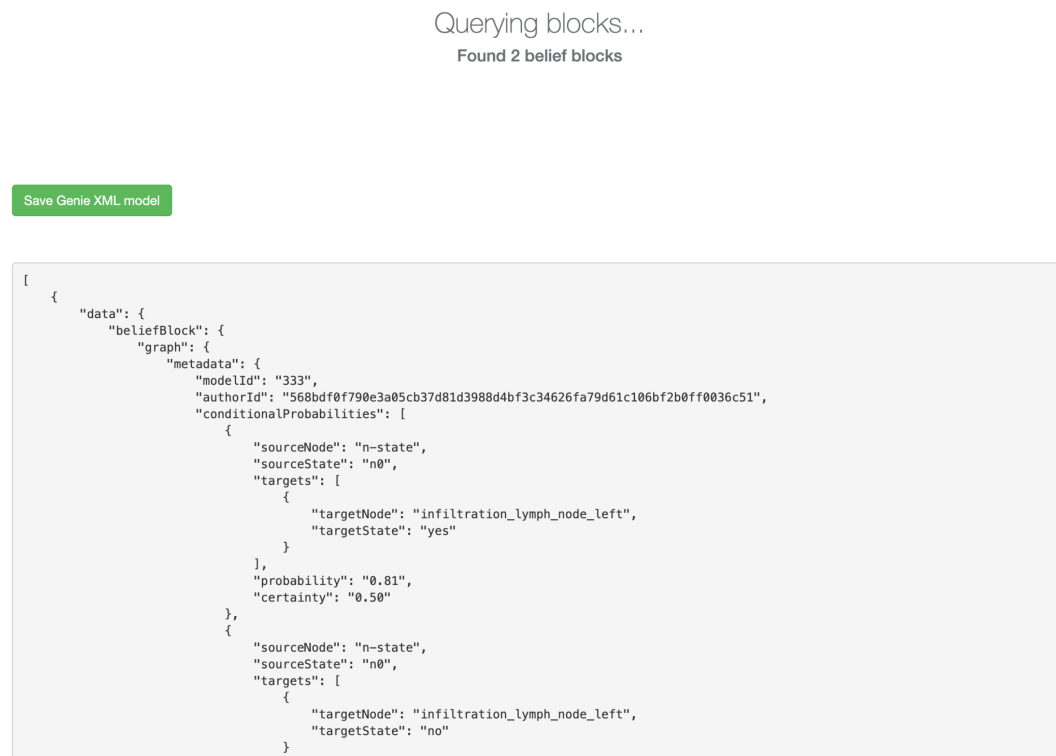 Querying blocks...
Found 2 belief blocks
Save Genie XML model
[
    {
        "data": {
            "beliefBlock": {
                "graph": {
                    "metadata": {
                        "modelId": "333",
                        "authorId": "568bdf0f790e3a05cb37d81d3988d4bf3c34626fa79d61c106bf2b0ff0036c51",
                        "conditionalProbabilities": [
                            {
                                "sourceNode": "n-state",
                                "sourceState": "n0",
                                "targets": [
                                    {
                                        "targetNode": "infiltration_lymph_node_left",
                                        "targetState": "yes"
                                    }
                                ],
                                "probability": "0.81",
                                "certainty": "0.50"
                            },
                            {
                                "sourceNode": "n-state",
                                "sourceState": "n0",
                                "targets": [
                                    {
                                        "targetNode": "infiltration_lymph_node_left",
                                        "targetState": "no"
                                    }